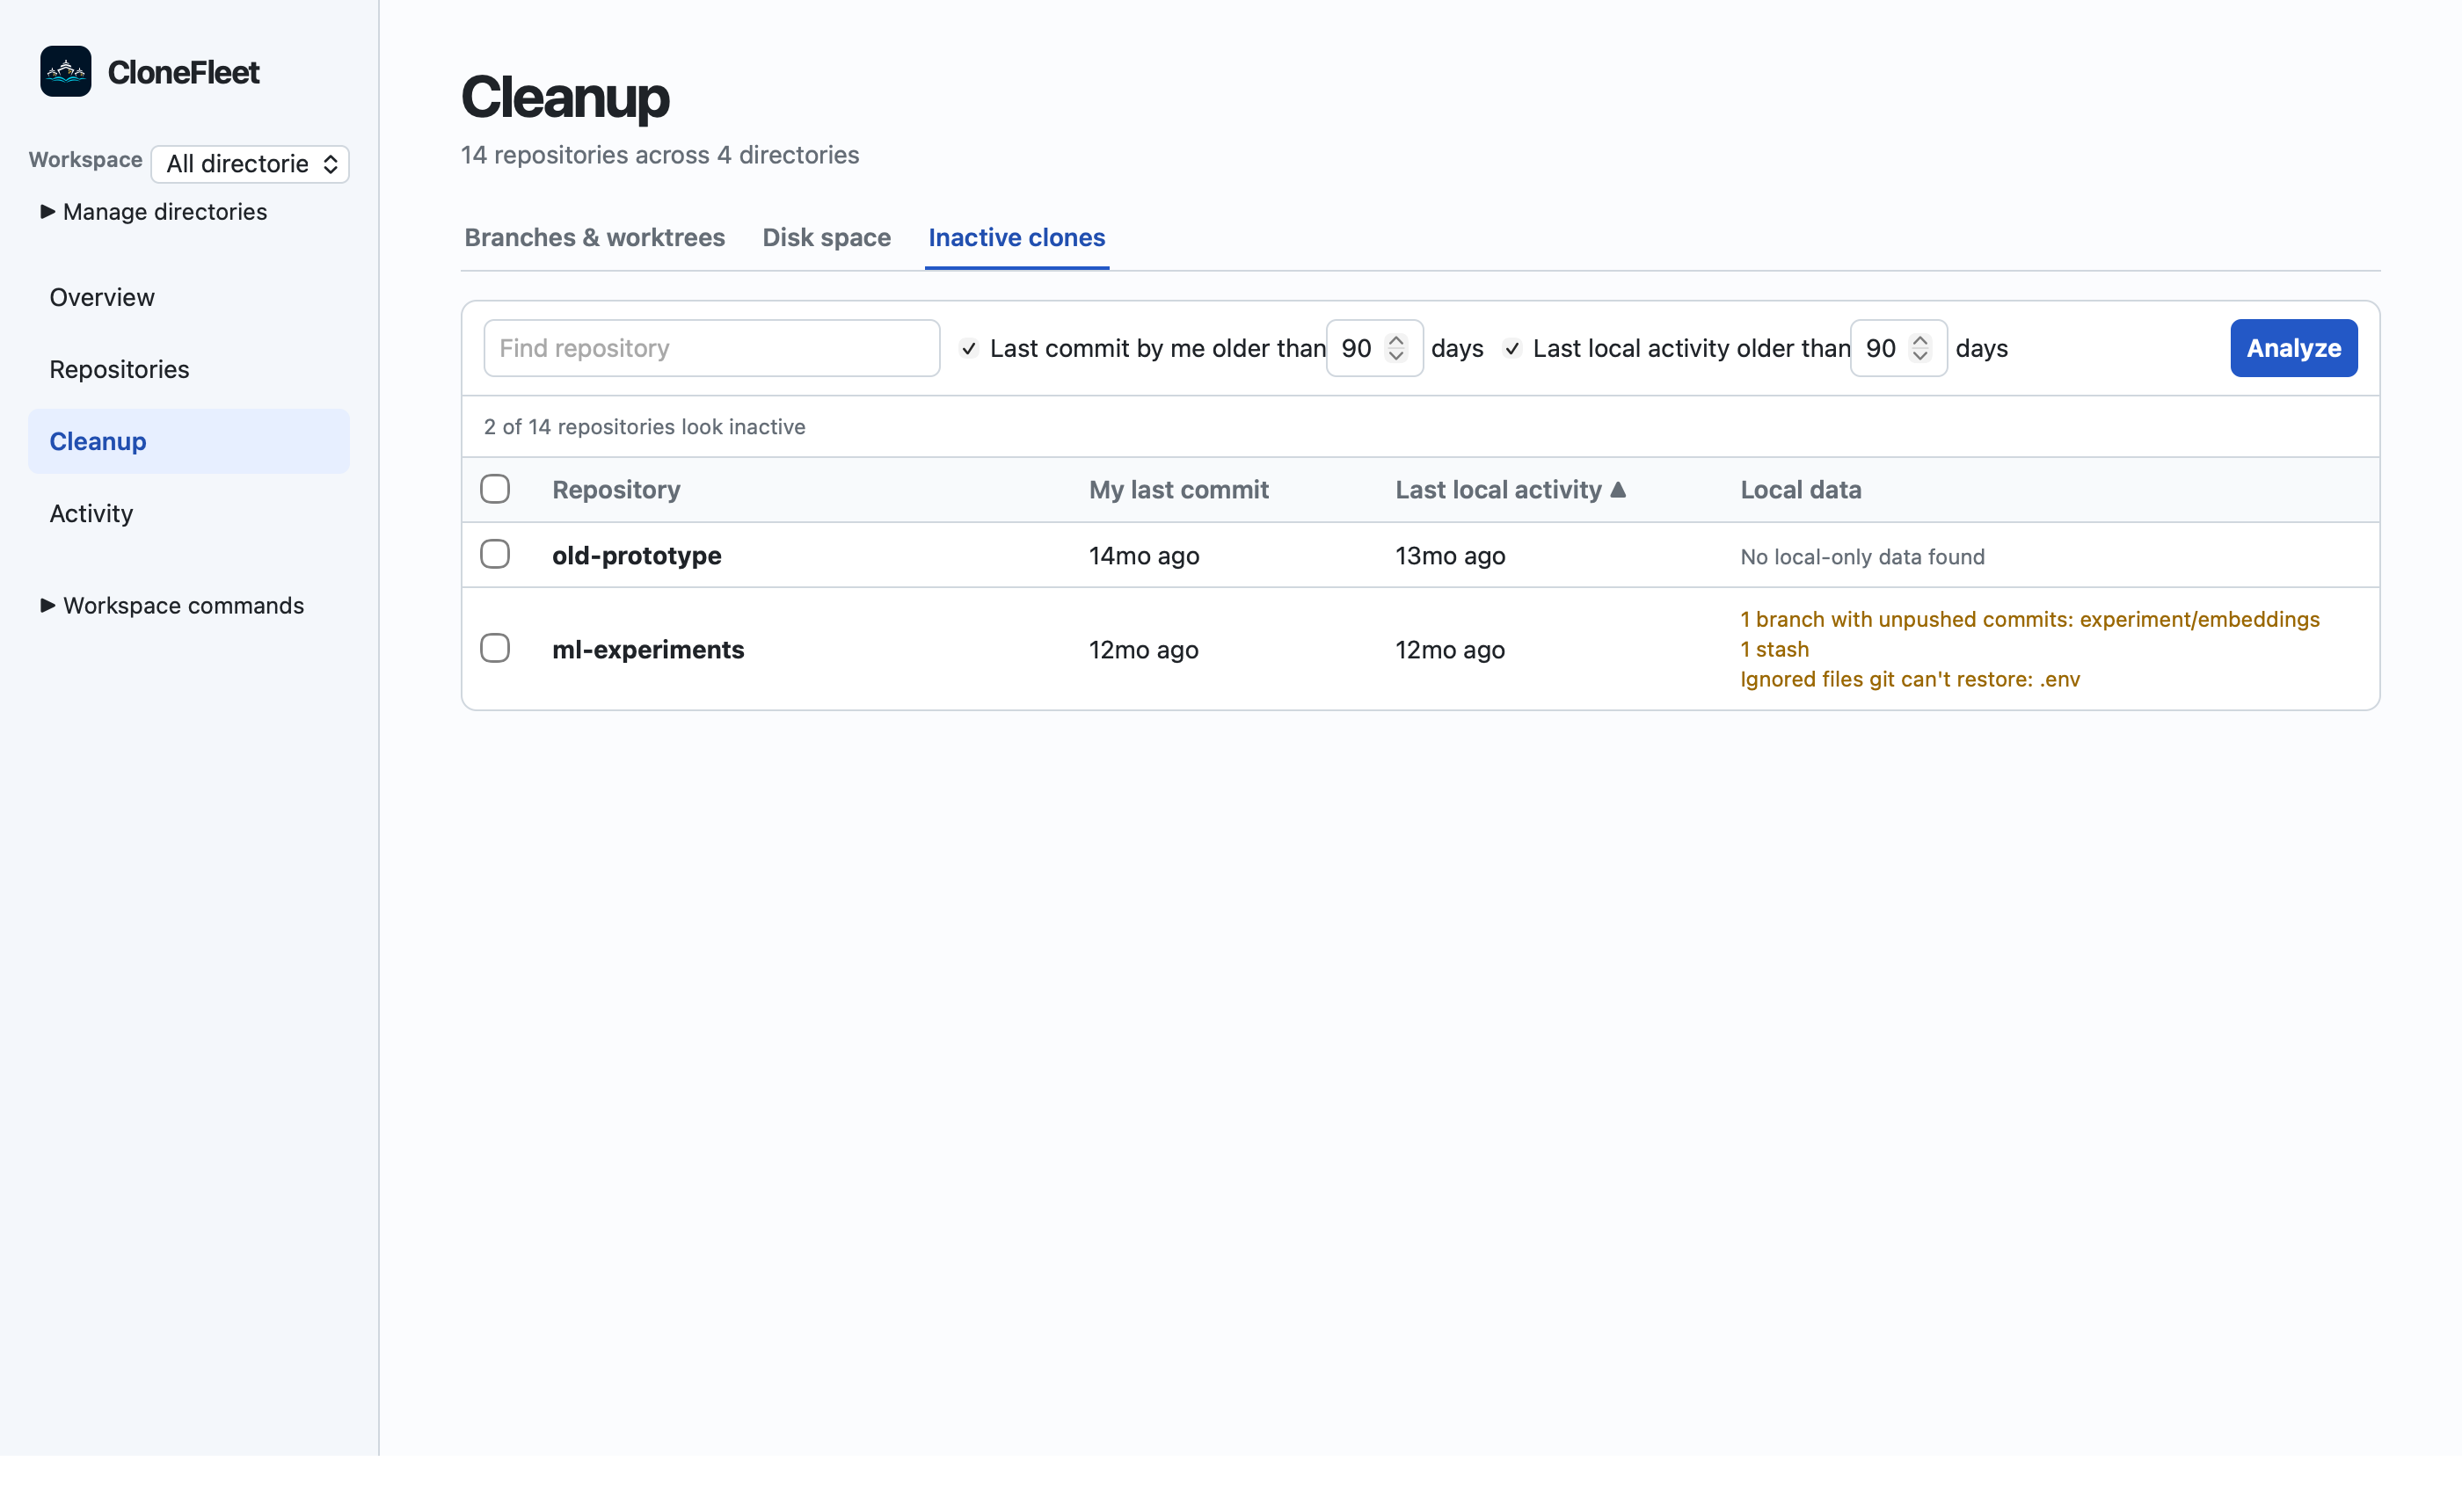 CloneFleet
Workspace All directorie
Manage directories
Overview
Repositories
Cleanup
Activity
Workspace commands
Cleanup
14 repositories across 4 directories
Branches & worktrees Disk space Inactive clones
Find repository Last commit by me older than 90 days Last local activity older than 90 days Analyze
2 of 14 repositories look inactive
Repository My last commit Last local activity Local data
old-prototype 14mo ago 13mo ago No local-only data found
ml-experiments 12mo ago 12mo ago 1 branch with unpushed commits: experiment/embeddings
1 stash
Ignored files git can't restore: .env